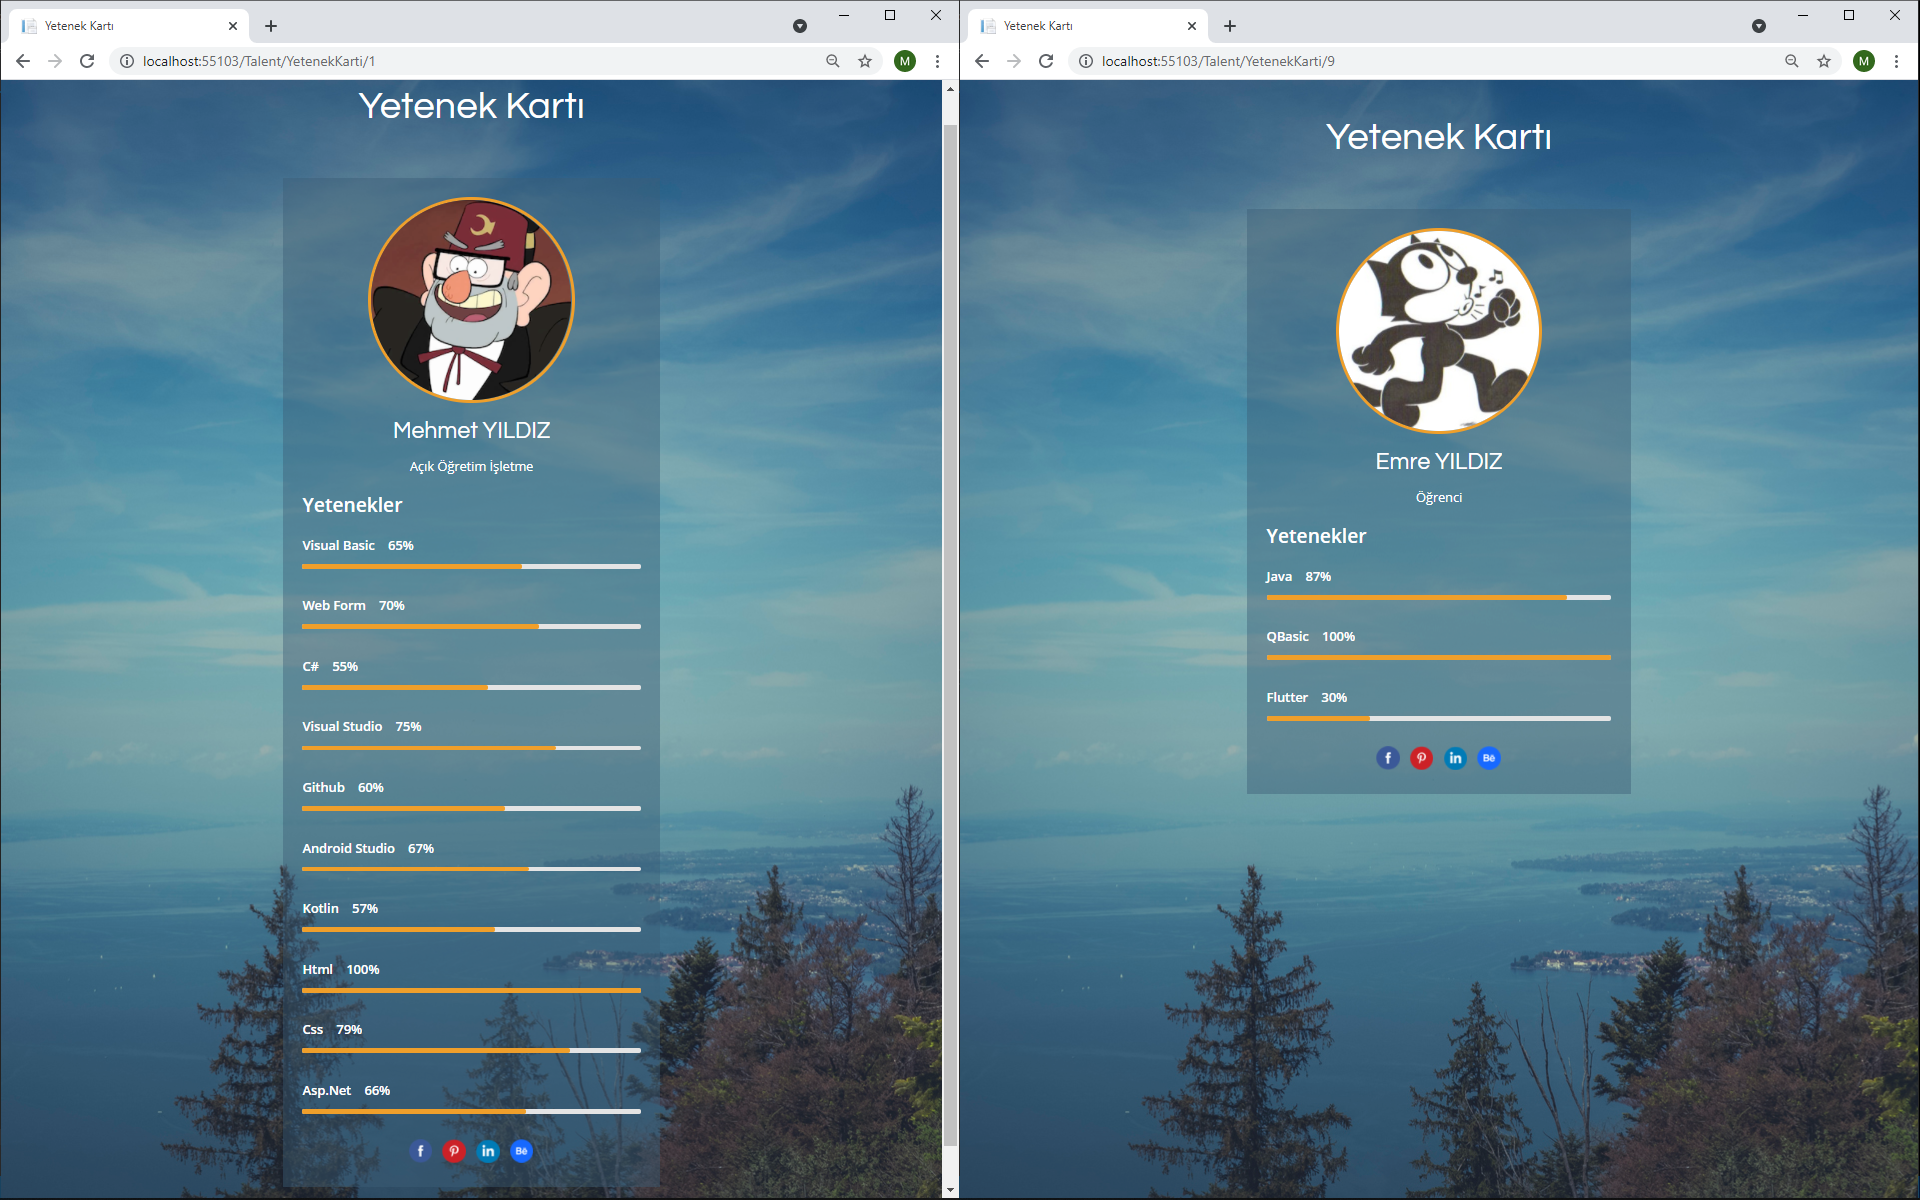 Yetenek Kartı
localhost:55103/Talent/YetenekKarti/1
M
Yetenek Kartı
Mehmet YILDIZ
Açık Öğretim İşletme
Yetenekler
Visual Basic 65%
Web Form 70%
C# 55%
Visual Studio 75%
Github 60%
Android Studio 67%
Kotlin 57%
Html 100%
Css 79%
Asp.Net 66%
f in Bē
Yetenek Kartı
localhost:55103/Talent/YetenekKarti/9
M
Yetenek Kartı
Emre YILDIZ
Öğrenci
Yetenekler
Java 87%
QBasic 100%
Flutter 30%
f in Bē